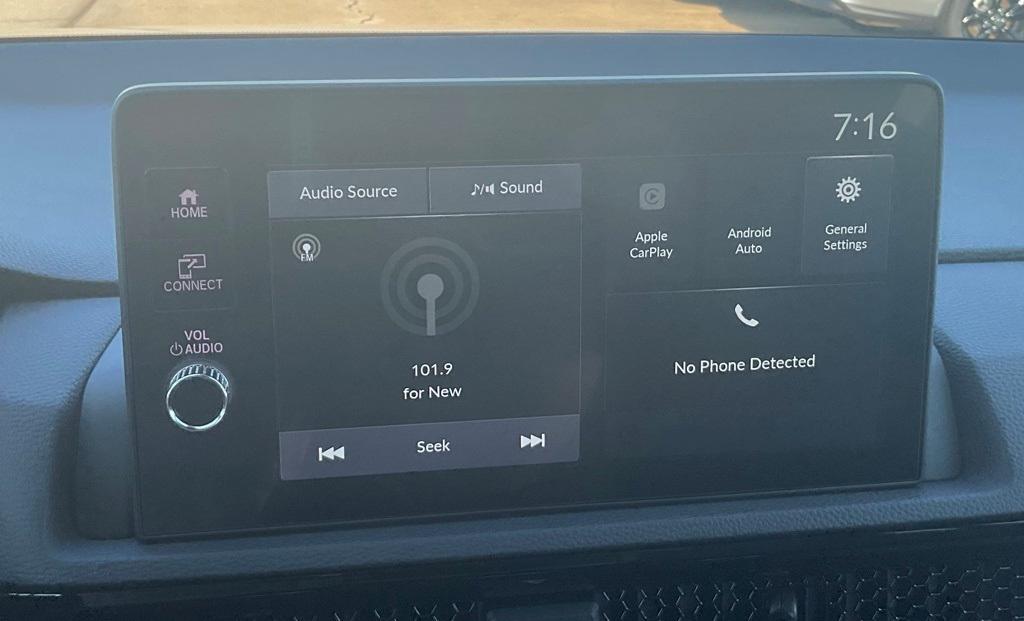 7:16
HOME
CONNECT
VOL
AUDIO
Audio Source
Sound
FM
101.9
for New
Seek
Apple
CarPlay
Android
Auto
General
Settings
No Phone Detected